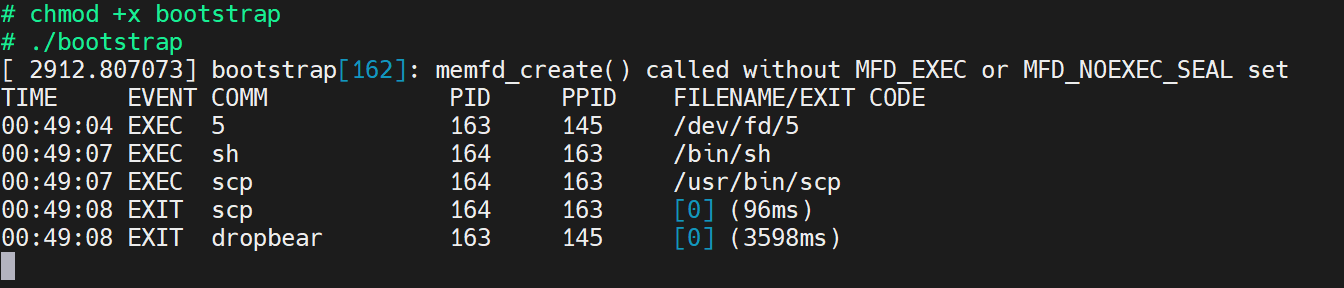 # chmod +x bootstrap
# ./bootstrap
[ 2912.807073] bootstrap[162]: memfd_create() called without MFD_EXEC or MFD_NOEXEC_SEAL set
TIME     EVENT COMM             PID     PPID    FILENAME/EXIT CODE
00:49:04 EXEC  5                163     145     /dev/fd/5
00:49:07 EXEC  sh               164     163     /bin/sh
00:49:07 EXEC  scp              164     163     /usr/bin/scp
00:49:08 EXIT  scp              164     163     [0] (96ms)
00:49:08 EXIT  dropbear         163     145     [0] (3598ms)